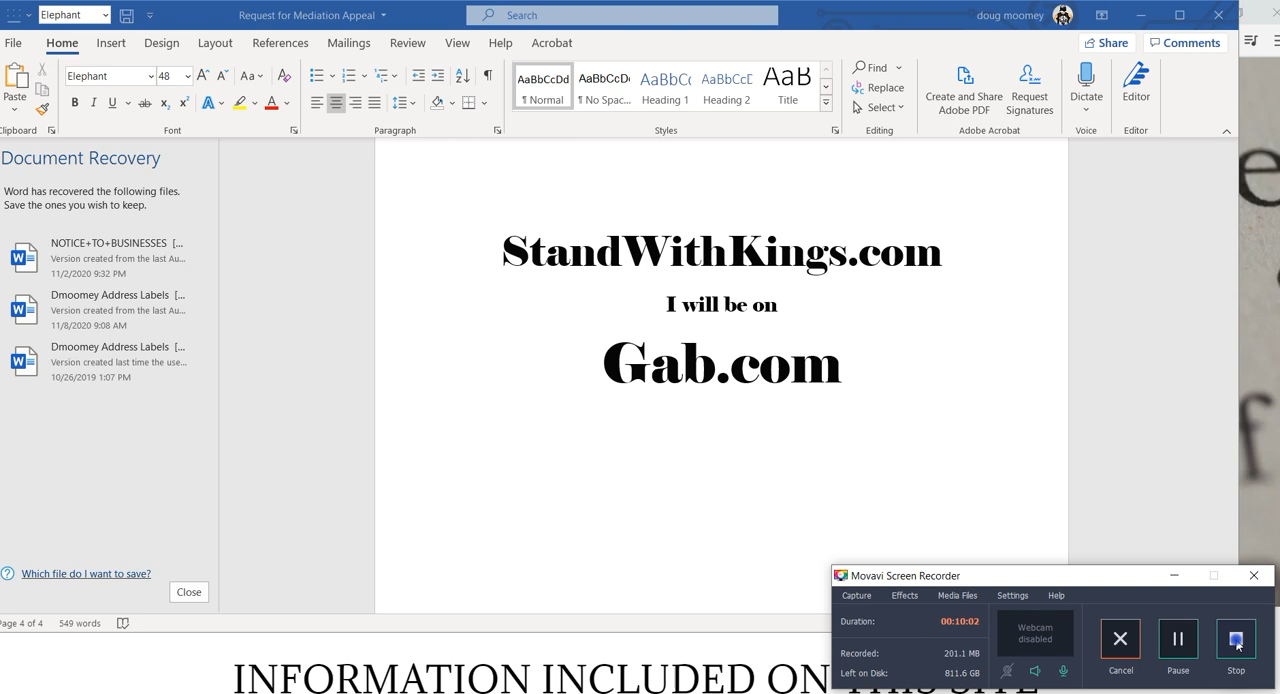 Elephant
Request for Mediation Appeal
Search
doug moomey
File Home Insert Design Layout References Mailings Review View Help Acrobat
Share Comments
Paste
Elephant 48 Aa
B I U ab x₂ x² A A
AaBbCcDd AaBbCcDc AaBbCc AaBbCcD AaB
¶ Normal ¶ No Spac... Heading 1 Heading 2 Title
Find
Replace
Select
Create and Share Adobe PDF
Request Signatures
Dictate
Editor
Clipboard Font Paragraph Styles Editing Adobe Acrobat Voice Editor
Document Recovery
Word has recovered the following files.
Save the ones you wish to keep.
NOTICE+TO+BUSINESSES [...
Version created from the last Au...
11/2/2020 9:32 PM
Dmoomey Address Labels [...
Version created from the last Au...
11/8/2020 9:08 AM
Dmoomey Address Labels [...
Version created last time the use...
10/26/2019 1:07 PM
Which file do I want to save?
Close
StandWithKings.com
I will be on
Gab.com
Page 4 of 4 549 words
Movavi Screen Recorder
Capture Effects Media Files Settings Help
Duration: 00:10:02
Recorded: 201.1 MB
Left on Disk: 811.6 GB
Webcam
disabled
Cancel Pause Stop
INFORMATION INCLUDED ON THIS SITE